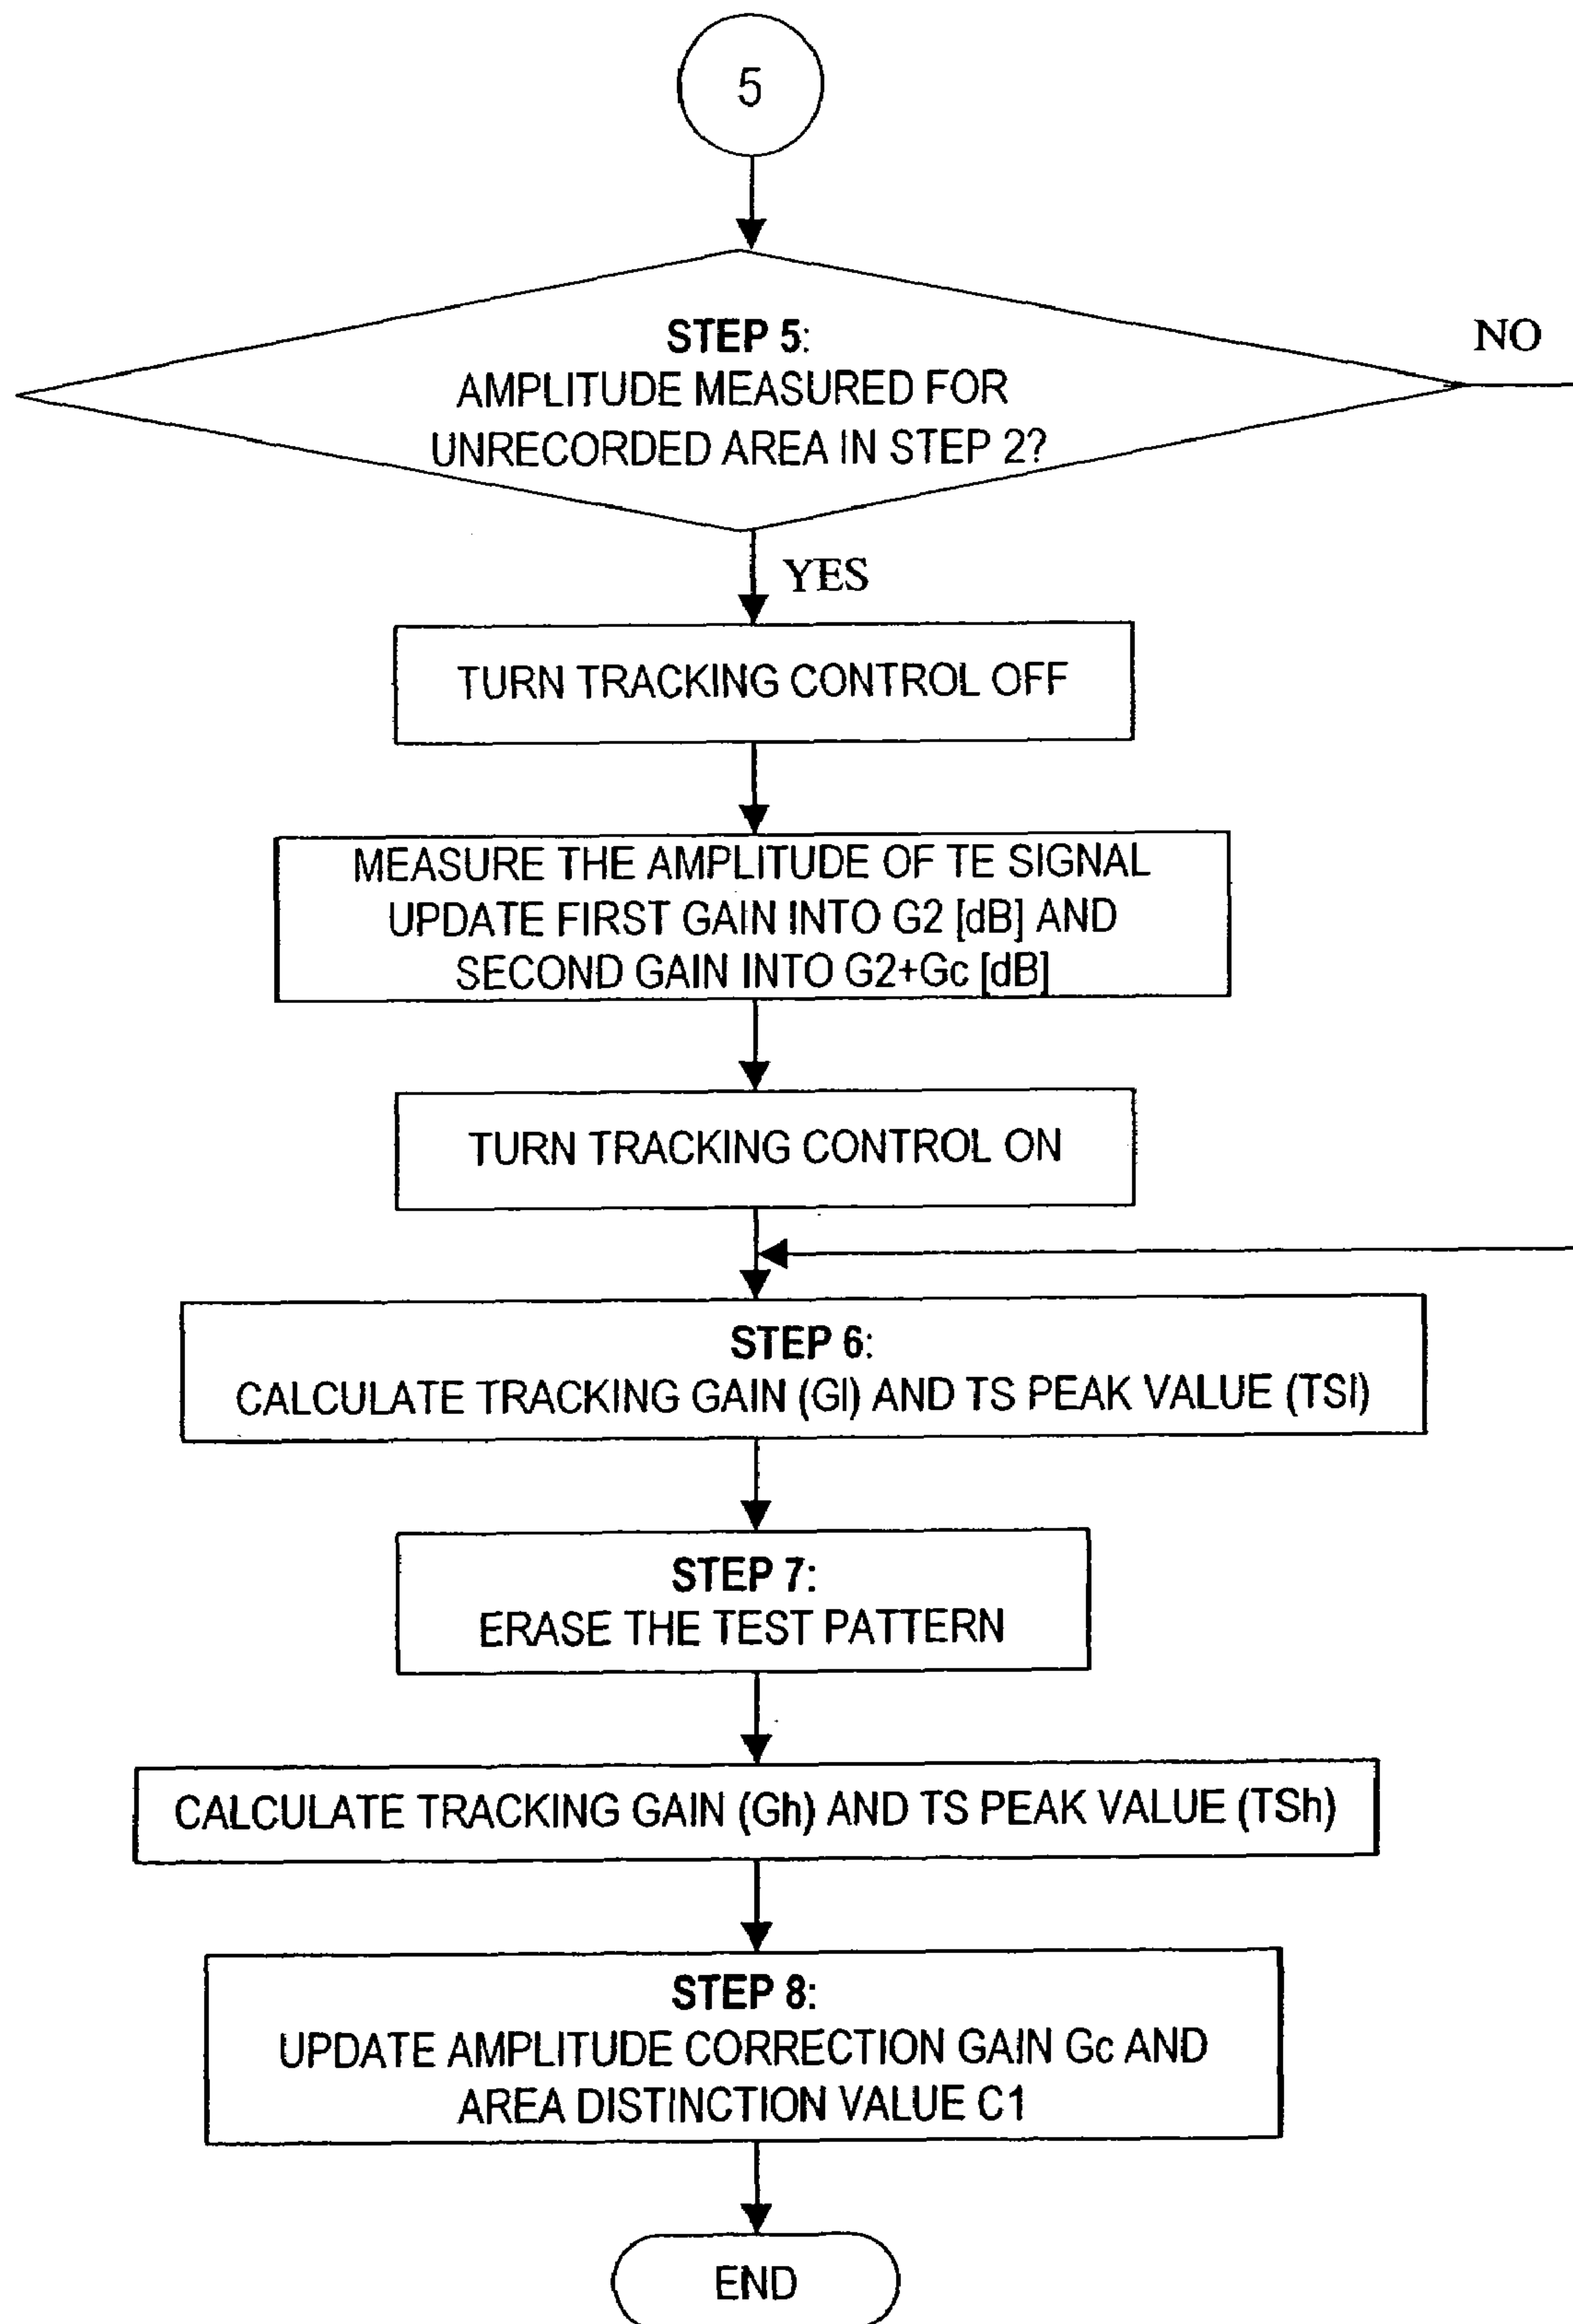 5
STEP 5:
AMPLITUDE MEASURED FOR
UNRECORDED AREA IN STEP 2?
NO
YES
TURN TRACKING CONTROL OFF
MEASURE THE AMPLITUDE OF TE SIGNAL
UPDATE FIRST GAIN INTO G2 [dB] AND
SECOND GAIN INTO G2+Gc [dB]
TURN TRACKING CONTROL ON
STEP 6:
CALCULATE TRACKING GAIN (Gl) AND TS PEAK VALUE (TSl)
STEP 7:
ERASE THE TEST PATTERN
CALCULATE TRACKING GAIN (Gh) AND TS PEAK VALUE (TSh)
STEP 8:
UPDATE AMPLITUDE CORRECTION GAIN Gc AND
AREA DISTINCTION VALUE C1
END